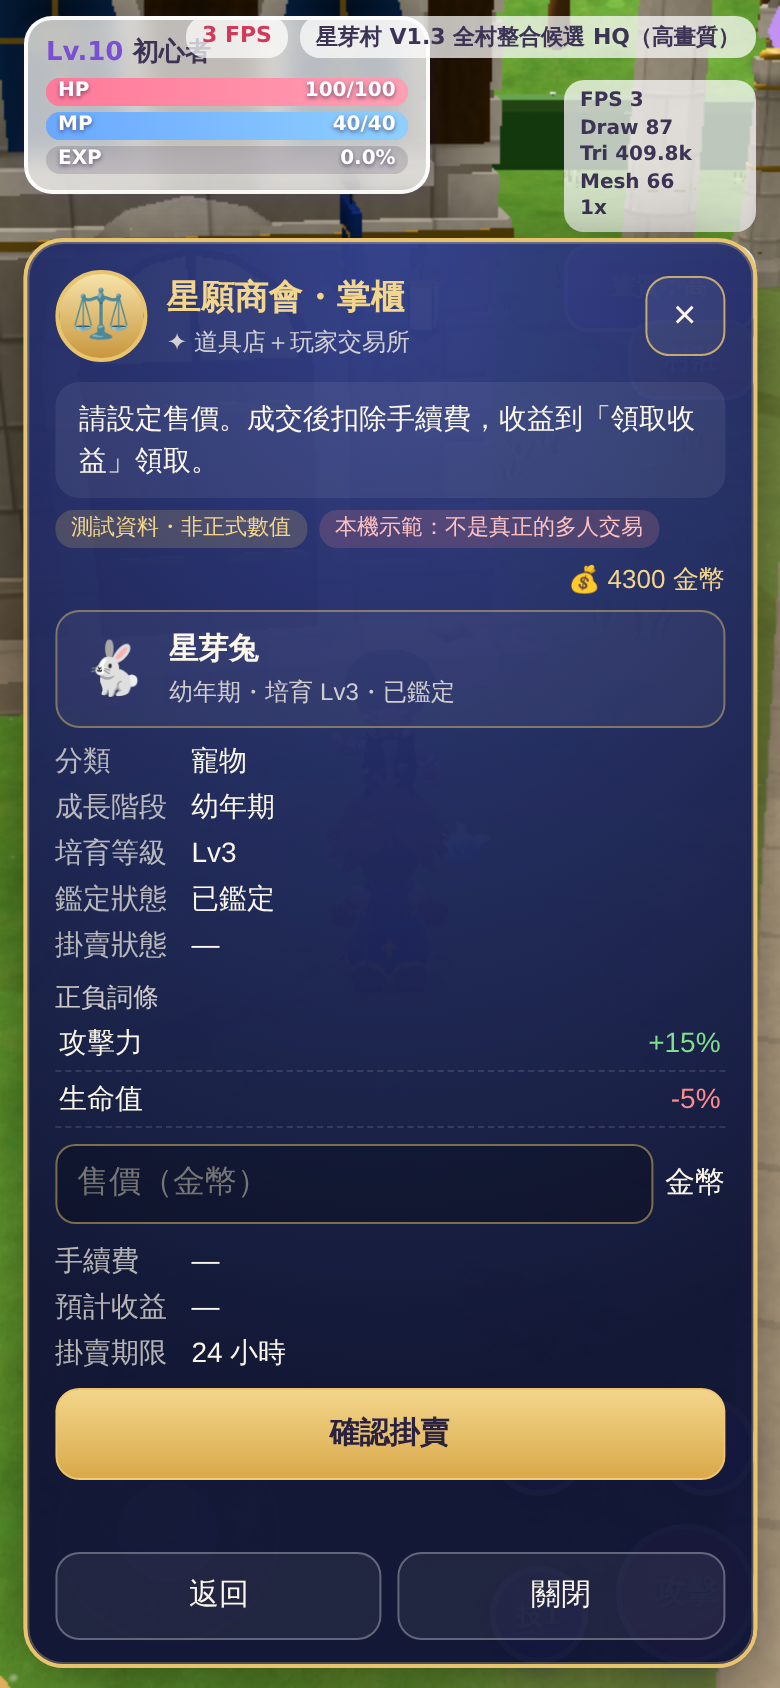 Lv.10 初心者
3 FPS
星芽村 V1.3 全村整合候選 HQ（高畫質）
HP 100/100
MP 40/40
EXP 0.0%
FPS 3
Draw 87
Tri 409.8k
Mesh 66
1x
星願商會・掌櫃
✦ 道具店＋玩家交易所
×
請設定售價。成交後扣除手續費，收益到「領取收
益」領取。
測試資料・非正式數值
本機示範：不是真正的多人交易
💰 4300 金幣
星芽兔
幼年期・培育 Lv3・已鑑定
分類 寵物
成長階段 幼年期
培育等級 Lv3
鑑定狀態 已鑑定
掛賣狀態 —
正負詞條
攻擊力 +15%
生命值 -5%
售價（金幣） 金幣
手續費 —
預計收益 —
掛賣期限 24 小時
確認掛賣
返回
關閉